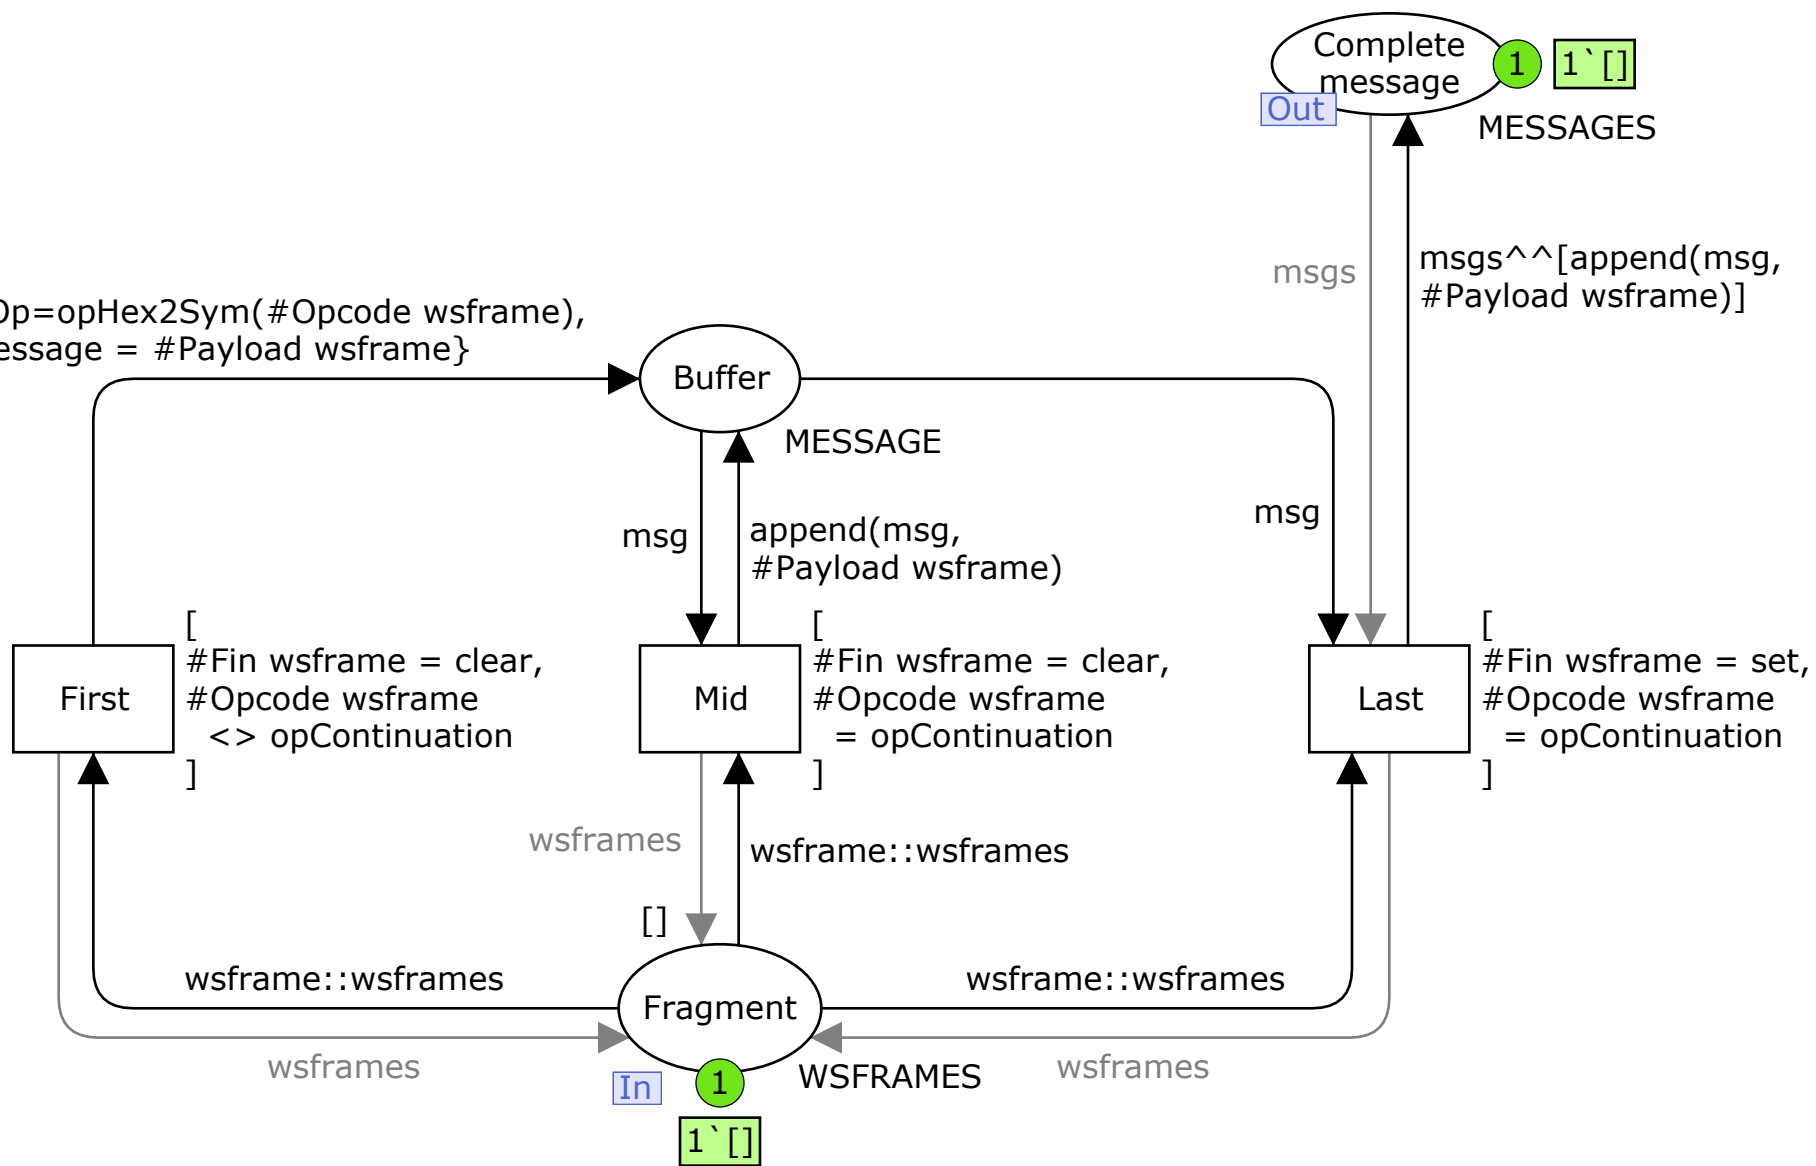 Complete
message
1
1`[]
Out
MESSAGES
msgs
msgs^^[append(msg,
#Payload wsframe)]
Op=opHex2Sym(#Opcode wsframe),
essage = #Payload wsframe}
Buffer
MESSAGE
msg
append(msg,
#Payload wsframe)
msg
First
[
#Fin wsframe = clear,
#Opcode wsframe
<> opContinuation
]
Mid
[
#Fin wsframe = clear,
#Opcode wsframe
= opContinuation
]
Last
[
#Fin wsframe = set,
#Opcode wsframe
= opContinuation
]
wsframes
wsframe::wsframes
[]
wsframe::wsframes
wsframe::wsframes
Fragment
wsframes
wsframes
In
1
WSFRAMES
1`[]